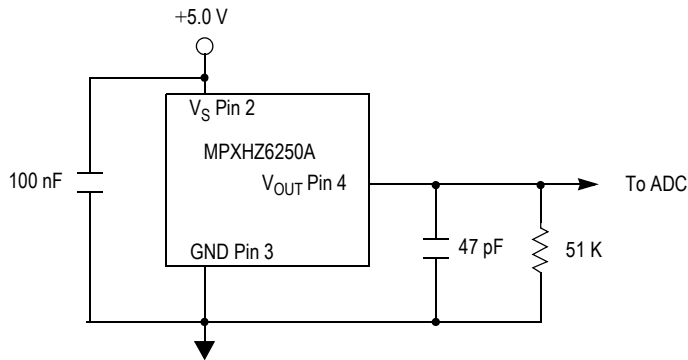 +5.0 V
V_S Pin 2
MPXHZ6250A
100 nF
V_OUT Pin 4
To ADC
GND Pin 3
47 pF
51 K